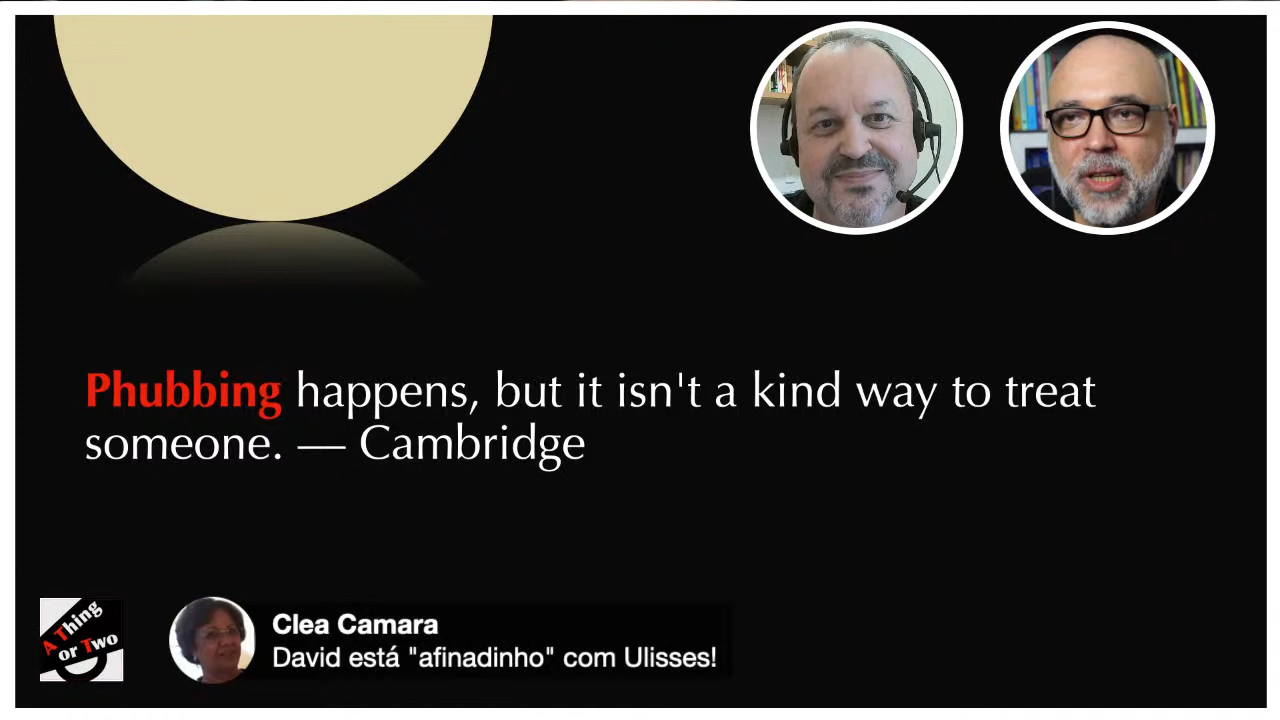 Phubbing happens, but it isn't a kind way to treat
someone. — Cambridge
A Thing
or Two
Clea Camara
David está "afinadinho" com Ulisses!